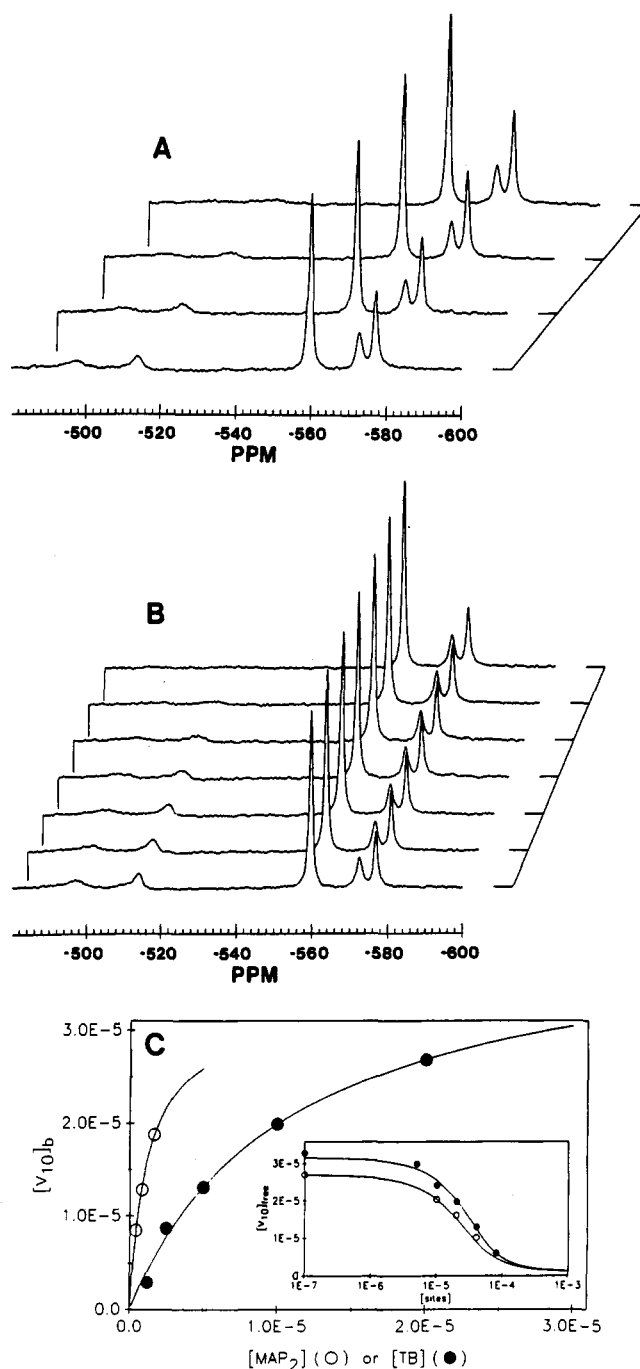 A
-500 -520 -540 -560 -580 -600
PPM
B
-500 -520 -540 -560 -580 -600
PPM
C
[V10]b
3.0E-5
2.0E-5
1.0E-5
0.0
0.0 1.0E-5 2.0E-5 3.0E-5
[V10]free
3E-5
2E-5
1E-5
0
1E-7 1E-6 1E-5 1E-4 1E-3
[sites]
[MAP2] (○) or [TB] (●)